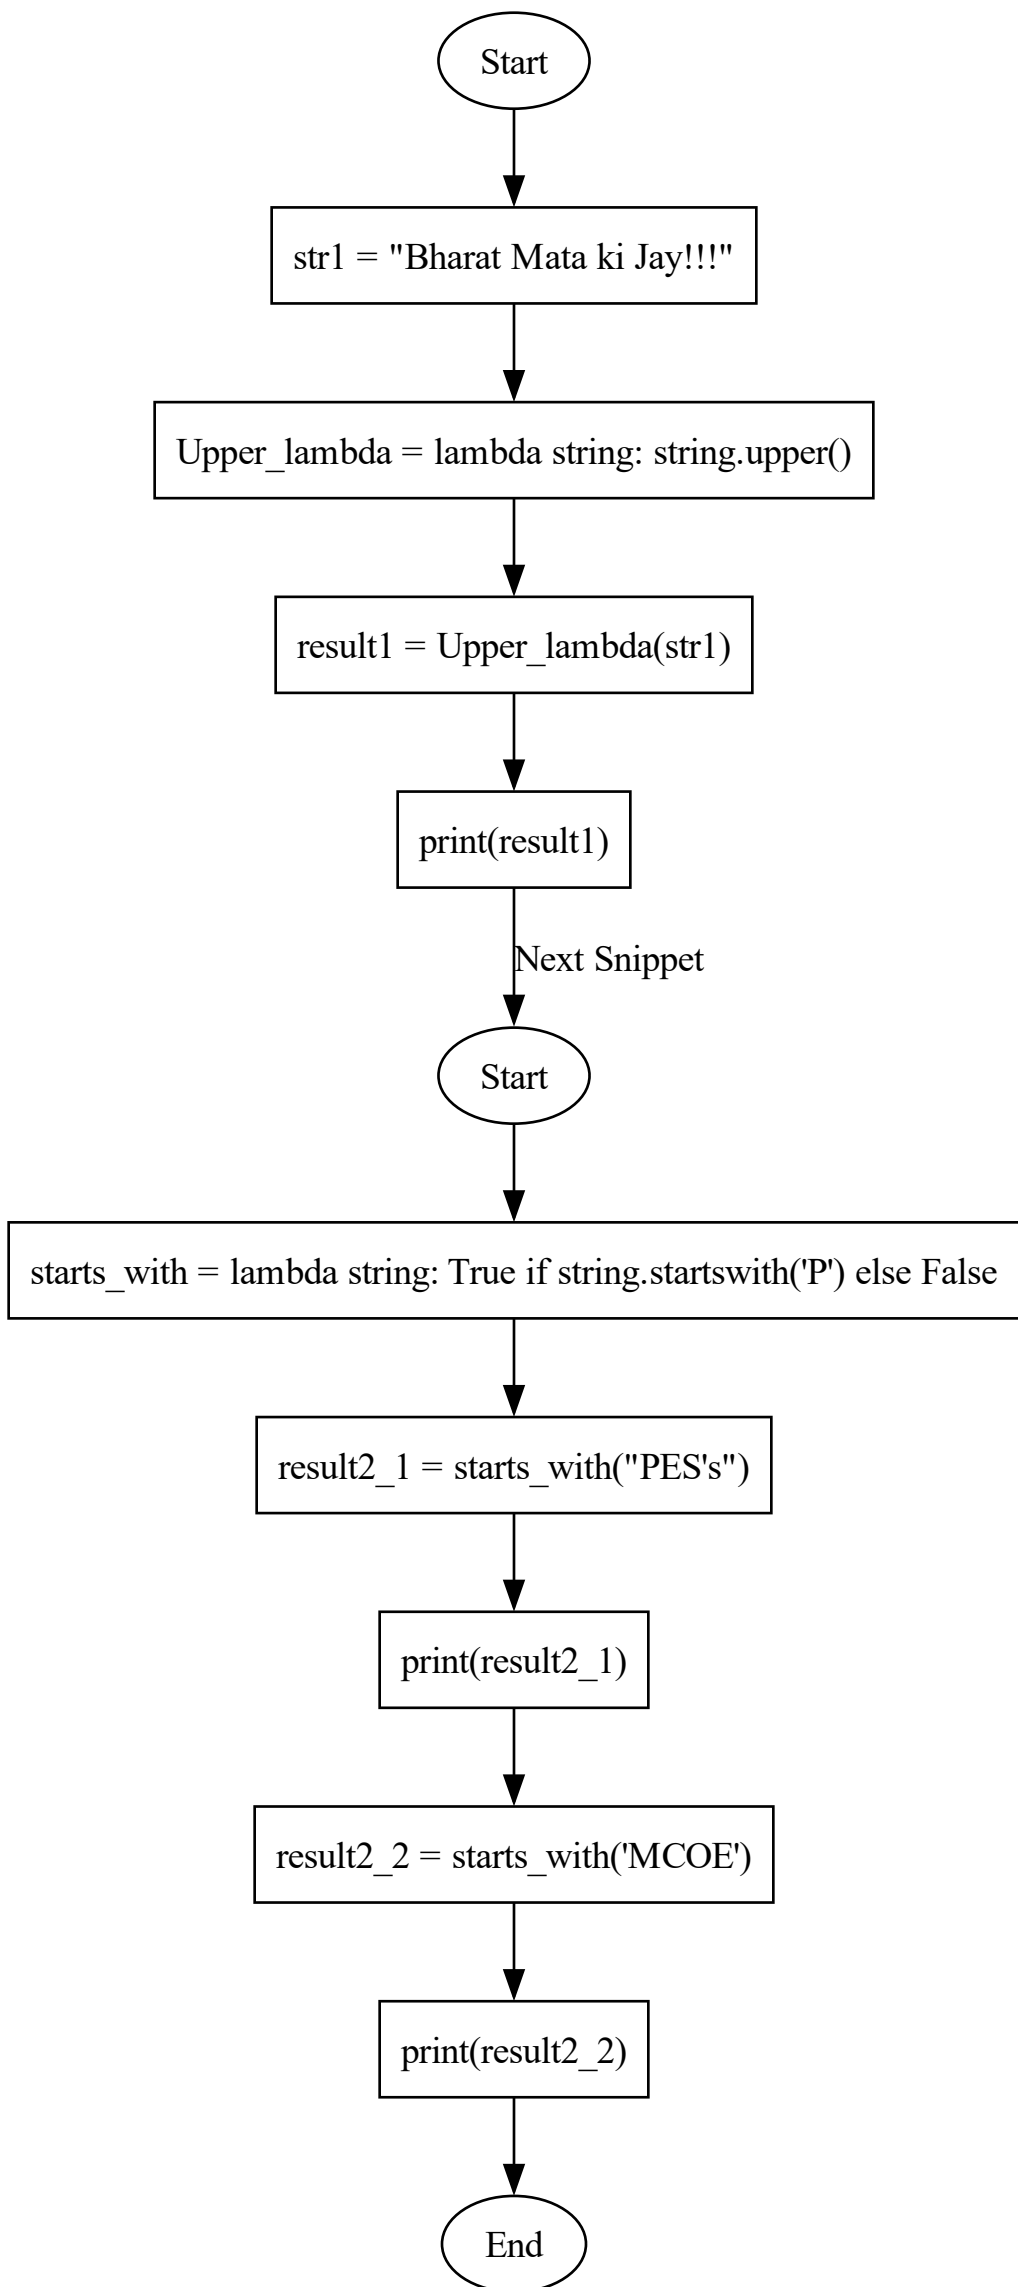 Start
str1 = "Bharat Mata ki Jay!!!"
Upper_lambda = lambda string: string.upper()
result1 = Upper_lambda(str1)
print(result1)
Next Snippet
Start
starts_with = lambda string: True if string.startswith('P') else False
result2_1 = starts_with("PES's")
print(result2_1)
result2_2 = starts_with('MCOE')
print(result2_2)
End